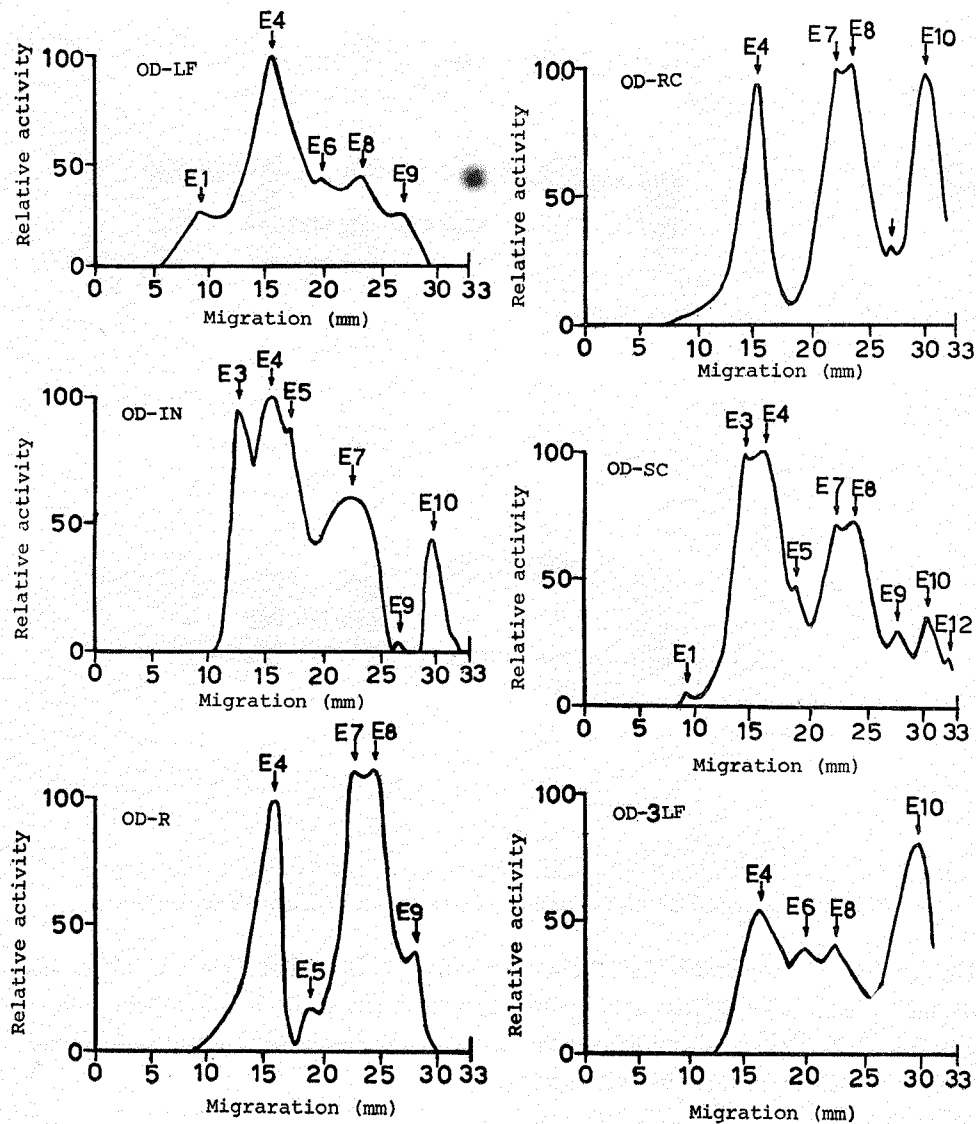 E4
100
OD-LF
Relative activity
50
E1
E6
E8
E9
0
0 5 10 15 20 25 30 33
Migration (mm)
E4
E7
E8
E10
100
OD-RC
Relative activity
50
0
0 5 10 15 20 25 30 33
Migration (mm)
E3
E4
E5
100
OD-IN
Relative activity
E7
50
E10
E9
0
0 5 10 15 20 25 30 33
Migration (mm)
E3
E4
100
OD-SC
Relative activity
E7
E8
50
E5
E9
E10
E12
E1
0
0 5 10 15 20 25 30 33
Migration (mm)
E7
E8
E4
100
OD-R
Relative activity
50
E9
E5
0
0 5 10 15 20 25 30 33
Migraration (mm)
100
OD-3LF
E10
Relative activity
E4
E6
E8
50
0
0 5 10 15 20 25 30 33
Migration (mm)